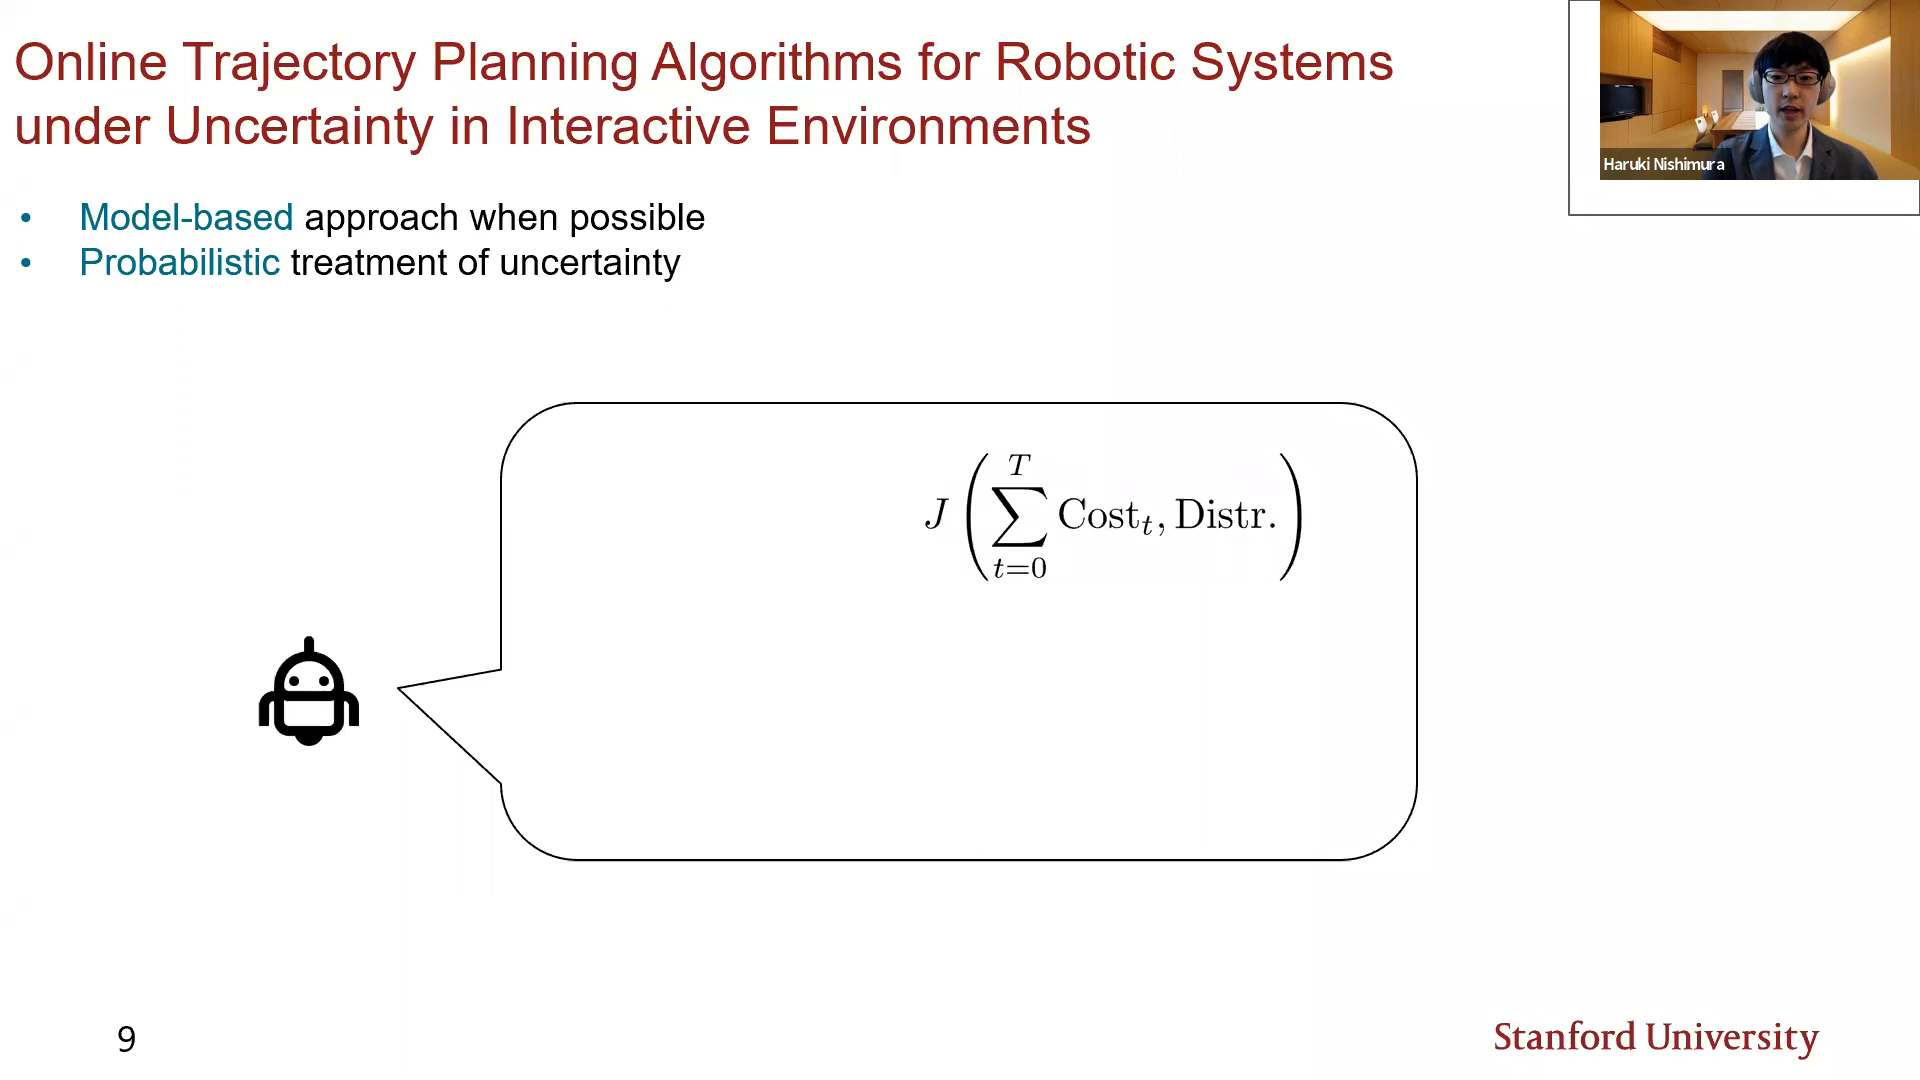 Online Trajectory Planning Algorithms for Robotic Systems
under Uncertainty in Interactive Environments
Haruki Nishimura
• Model-based approach when possible
• Probabilistic treatment of uncertainty
J ( \sum_{t=0}^{T} Cost_t, Distr. )
9
Stanford University